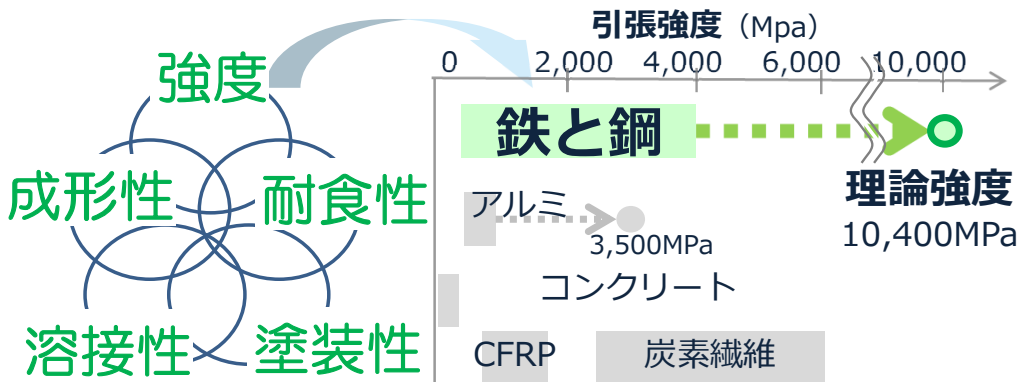 強度
成形性
耐食性
溶接性
塗装性
引張強度（Mpa）
0 2,000 4,000 6,000 10,000
鉄と鋼
理論強度
10,400MPa
アルミ
3,500MPa
コンクリート
CFRP
炭素繊維